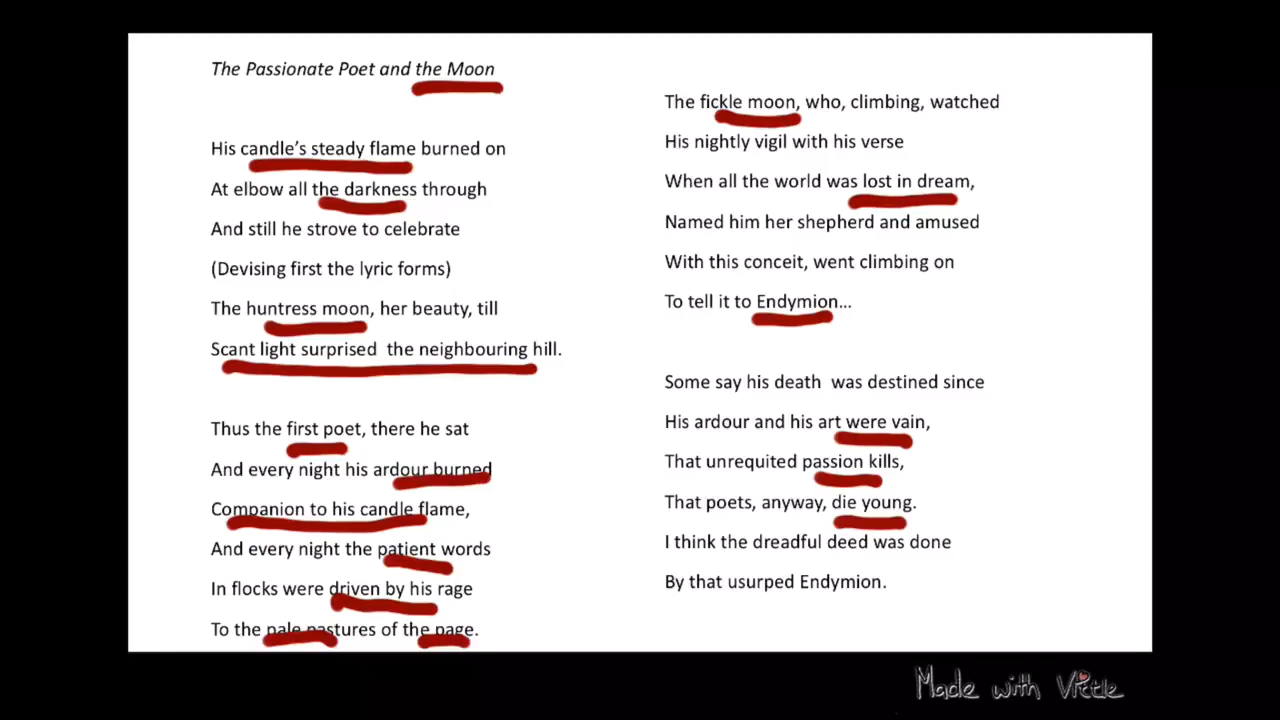 The Passionate Poet and the Moon
His candle's steady flame burned on
At elbow all the darkness through
And still he strove to celebrate
(Devising first the lyric forms)
The huntress moon, her beauty, till
Scant light surprised  the neighbouring hill.
Thus the first poet, there he sat
And every night his ardour burned
Companion to his candle flame,
And every night the patient words
In flocks were driven by his rage
To the pale pastures of the page.
The fickle moon, who, climbing, watched
His nightly vigil with his verse
When all the world was lost in dream,
Named him her shepherd and amused
With this conceit, went climbing on
To tell it to Endymion...
Some say his death  was destined since
His ardour and his art were vain,
That unrequited passion kills,
That poets, anyway, die young.
I think the dreadful deed was done
By that usurped Endymion.
Made with Vittle